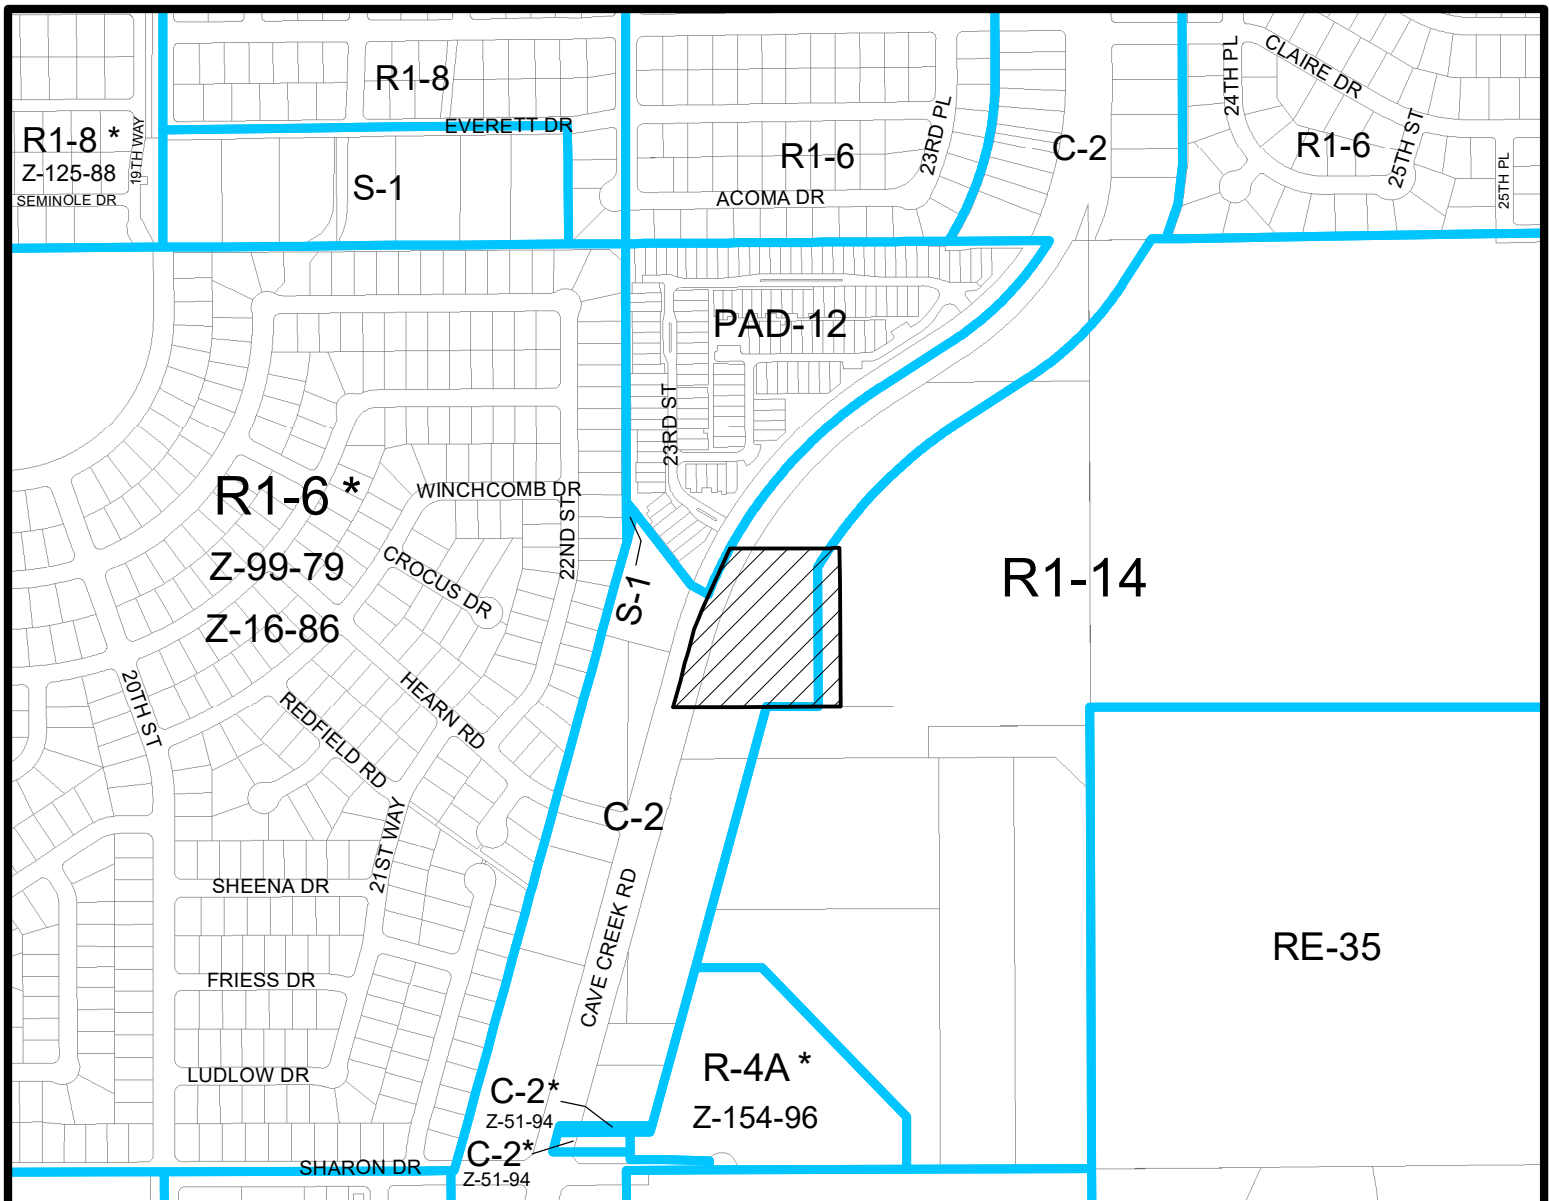 R1-8
EVERETT DR
R1-8 *
Z-125-88
19TH WAY
SEMINOLE DR
S-1
R1-6
23RD PL
ACOMA DR
C-2
24TH PL
CLAIRE DR
R1-6
25TH ST
25TH PL
PAD-12
23RD ST
R1-6 *
Z-99-79
Z-16-86
WINCHCOMB DR
CROCUS DR
22ND ST
S-1
R1-14
20TH ST
HEARN RD
REDFIELD RD
21ST WAY
C-2
CAVE CREEK RD
SHEENA DR
FRIESS DR
LUDLOW DR
RE-35
R-4A *
Z-154-96
C-2*
Z-51-94
C-2*
Z-51-94
SHARON DR